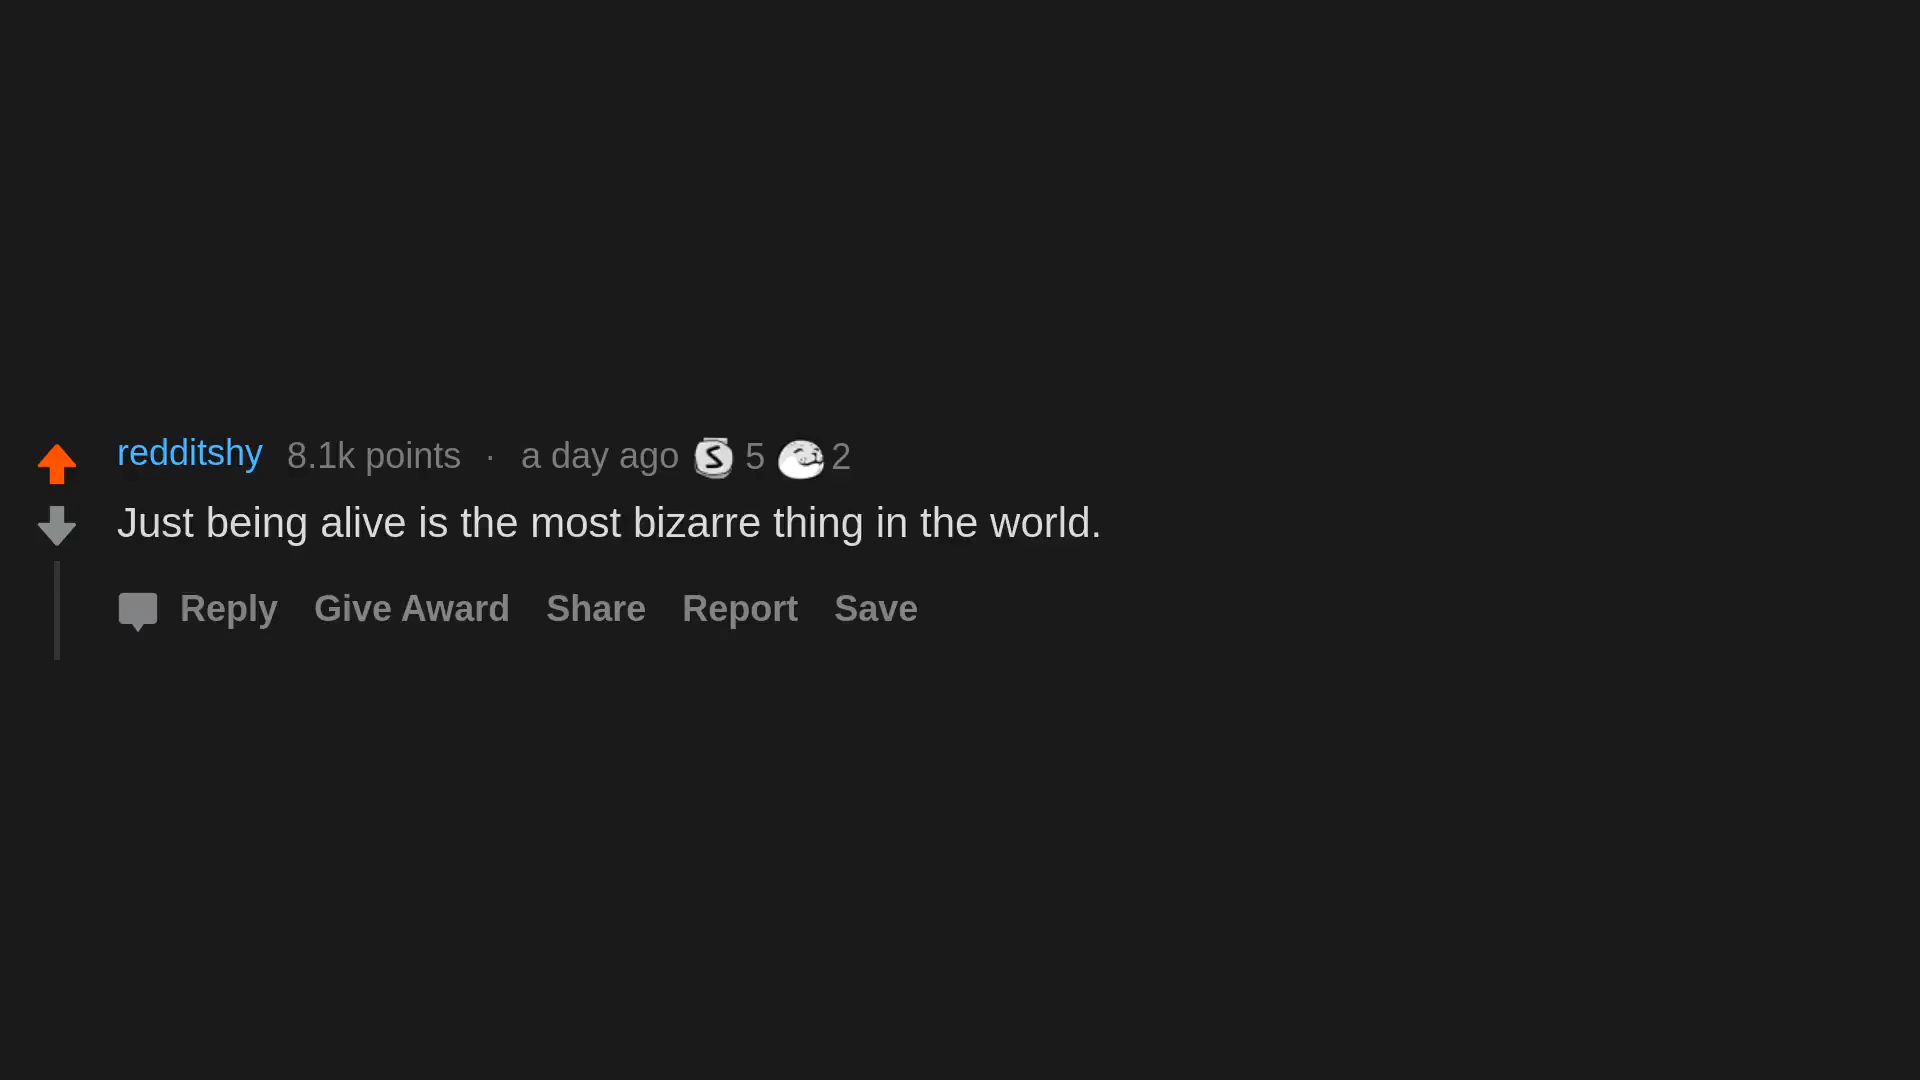 redditshy 8.1k points · a day ago S 5 2
Just being alive is the most bizarre thing in the world.
Reply Give Award Share Report Save